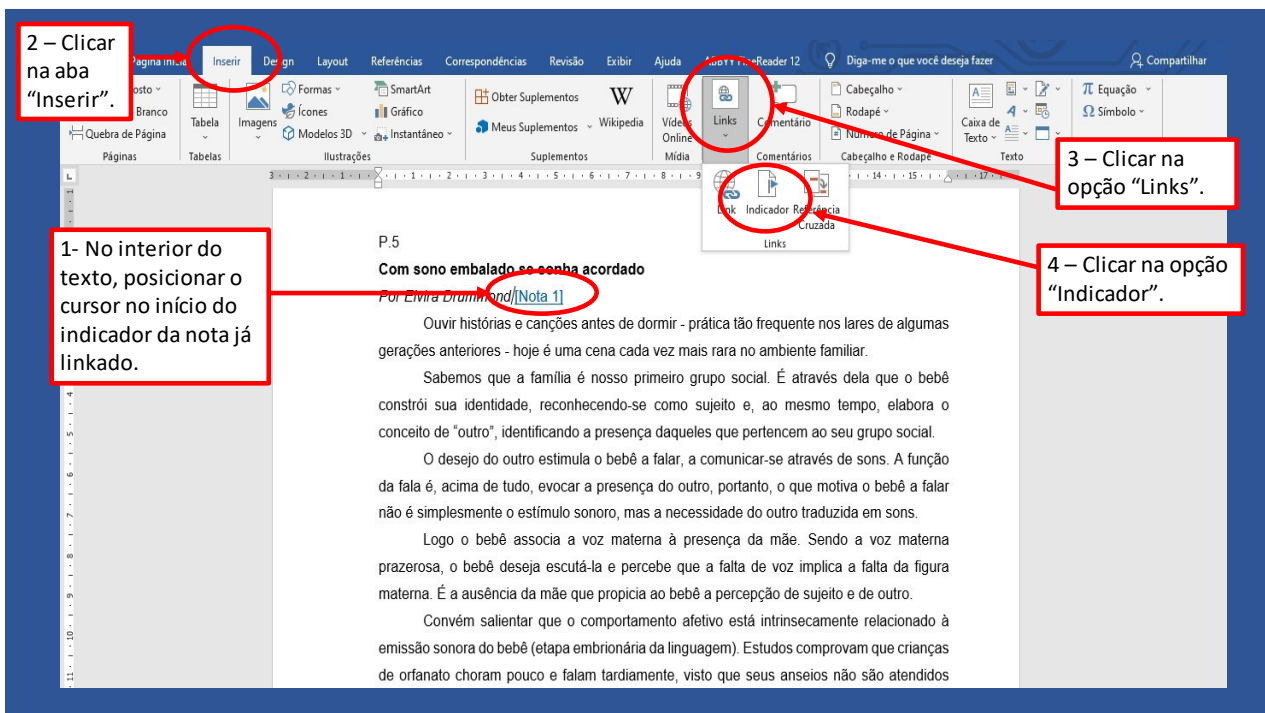 2 – Clicar
na aba
“Inserir”.
Inserir Design Layout Referências Correspondências Revisão Exibir Ajuda ABBYY FineReader 12 Diga-me o que você deseja fazer Compartilhar
Branco
Quebra de Página
Páginas
Tabela
Tabelas
Imagens
Formas
Ícones
Modelos 3D
SmartArt
Gráfico
Instantâneo
Ilustrações
Obter Suplementos
Meus Suplementos
W
Wikipedia
Suplementos
Vídeos
Online
Mídia
Links
Comentário
Comentários
Cabeçalho
Rodapé
Número de Página
Cabeçalho e Rodapé
Caixa de
Texto
Texto
π Equação
Ω Símbolo
3 – Clicar na
opção “Links”.
Link Indicador Referência
Cruzada
Links
4 – Clicar na opção
“Indicador”.
1- No interior do
texto, posicionar o
cursor no início do
indicador da nota já
linkado.
P.5
Com sono embalado se sonha acordado
Por Elvira Drummond[Nota 1]
Ouvir histórias e canções antes de dormir - prática tão frequente nos lares de algumas
gerações anteriores - hoje é uma cena cada vez mais rara no ambiente familiar.
Sabemos que a família é nosso primeiro grupo social. É através dela que o bebê
constrói sua identidade, reconhecendo-se como sujeito e, ao mesmo tempo, elabora o
conceito de “outro”, identificando a presença daqueles que pertencem ao seu grupo social.
O desejo do outro estimula o bebê a falar, a comunicar-se através de sons. A função
da fala é, acima de tudo, evocar a presença do outro, portanto, o que motiva o bebê a falar
não é simplesmente o estímulo sonoro, mas a necessidade do outro traduzida em sons.
Logo o bebê associa a voz materna à presença da mãe. Sendo a voz materna
prazerosa, o bebê deseja escutá-la e percebe que a falta de voz implica a falta da figura
materna. É a ausência da mãe que propicia ao bebê a percepção de sujeito e de outro.
Convém salientar que o comportamento afetivo está intrinsecamente relacionado à
emissão sonora do bebê (etapa embrionária da linguagem). Estudos comprovam que crianças
de orfanato choram pouco e falam tardiamente, visto que seus anseios não são atendidos